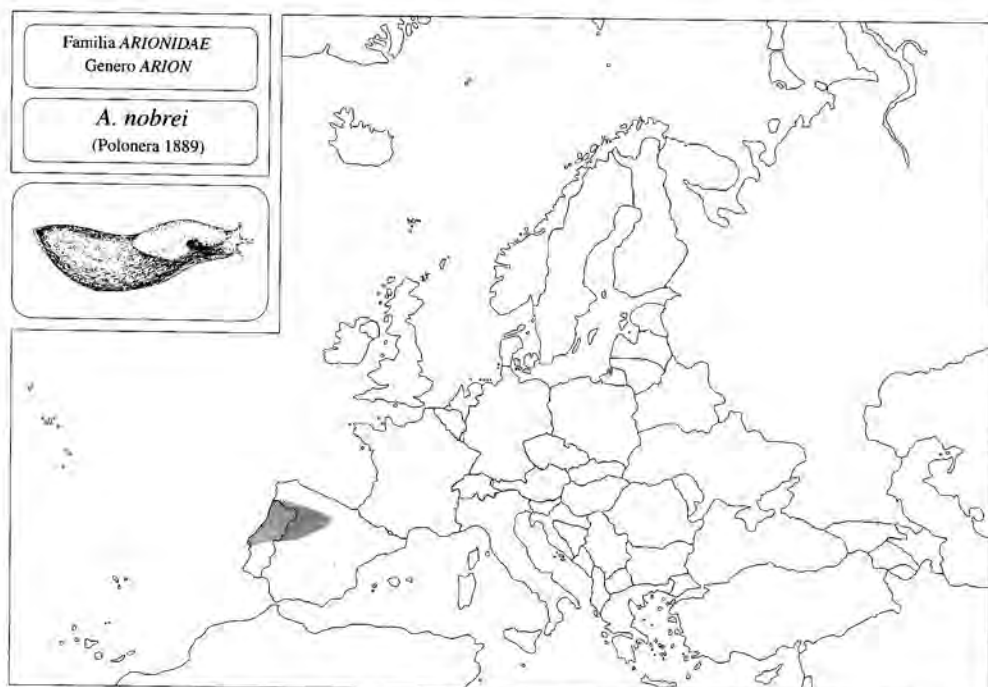 Familia ARIONIDAE
Genero ARION
A. nobrei
(Polonera 1889)